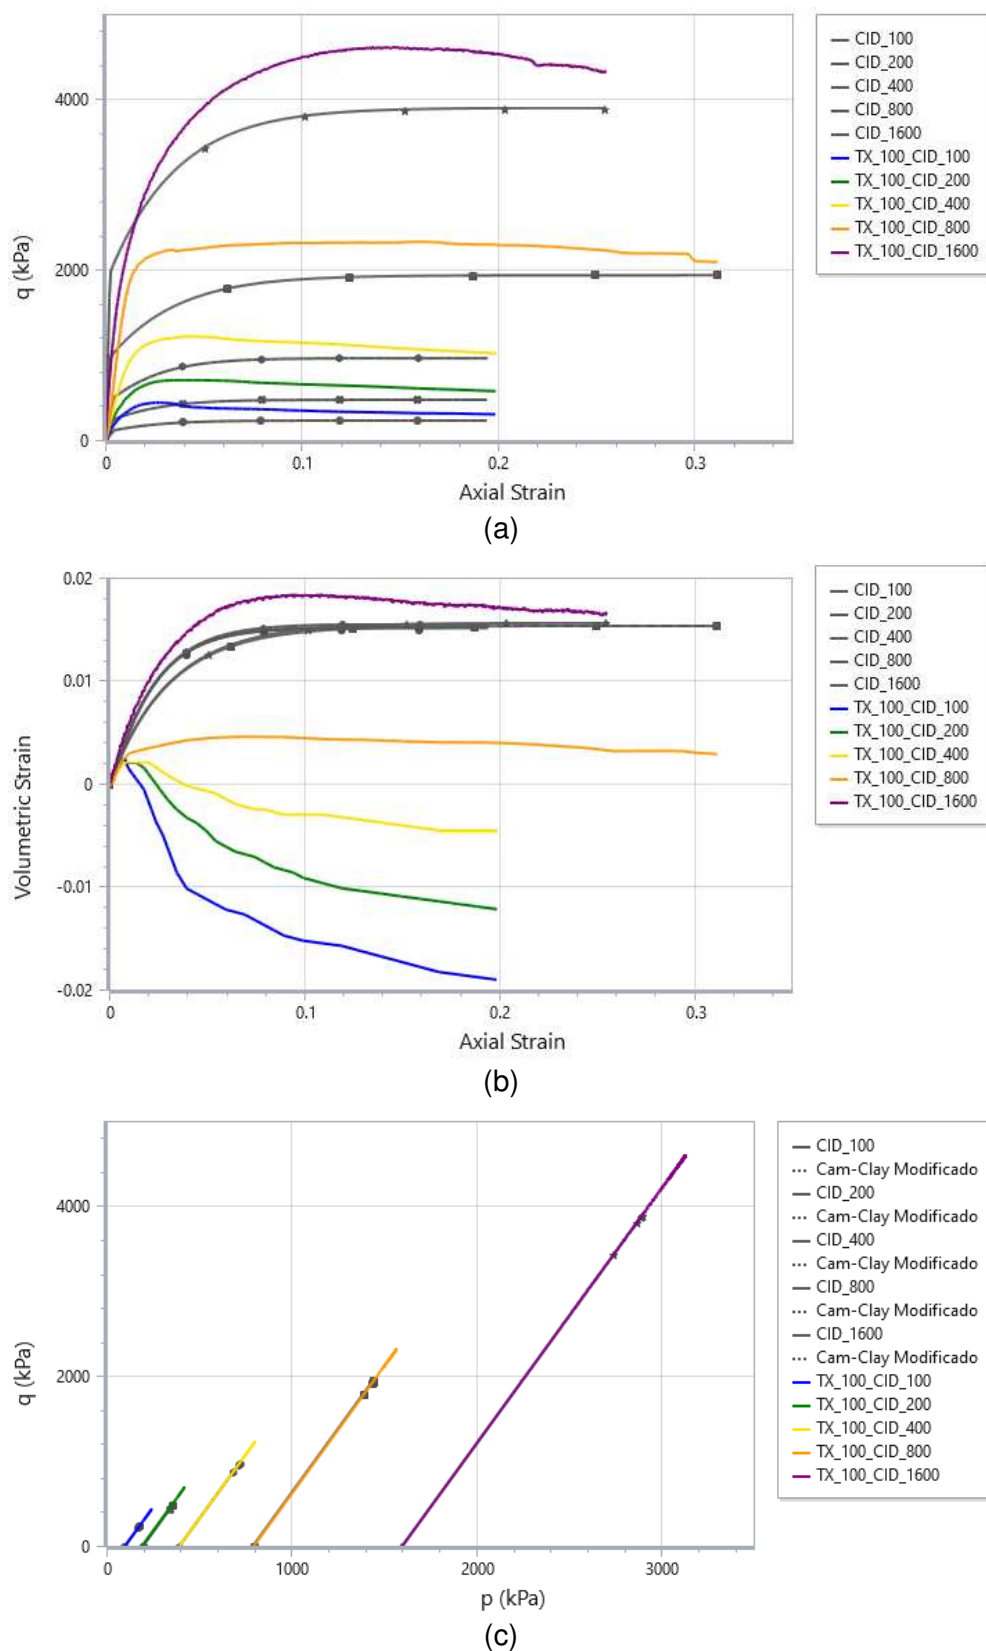 CID_100
CID_200
CID_400
CID_800
CID_1600
TX_100_CID_100
TX_100_CID_200
TX_100_CID_400
TX_100_CID_800
TX_100_CID_1600
q (kPa)
4000
2000
0
0
0.1
0.2
0.3
Axial Strain
(a)
CID_100
CID_200
CID_400
CID_800
CID_1600
TX_100_CID_100
TX_100_CID_200
TX_100_CID_400
TX_100_CID_800
TX_100_CID_1600
Volumetric Strain
0.02
0.01
0
-0.01
-0.02
0
0.1
0.2
0.3
Axial Strain
(b)
CID_100
Cam-Clay Modificado
CID_200
Cam-Clay Modificado
CID_400
Cam-Clay Modificado
CID_800
Cam-Clay Modificado
CID_1600
Cam-Clay Modificado
TX_100_CID_100
TX_100_CID_200
TX_100_CID_400
TX_100_CID_800
TX_100_CID_1600
q (kPa)
4000
2000
0
0
1000
2000
3000
p (kPa)
(c)